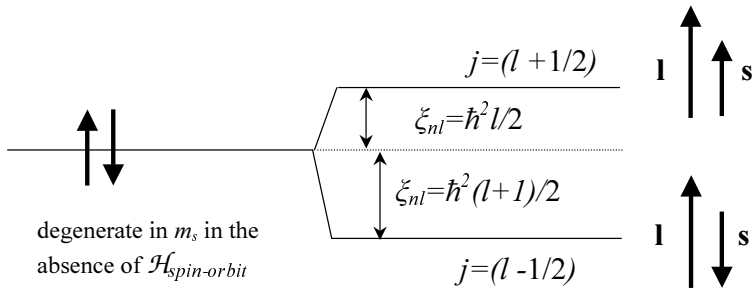 j=(l +1/2)
l s
ξnl=ħ²l/2
ξnl=ħ²(l+1)/2
degenerate in ms in the
absence of ℋspin-orbit
l s
j=(l -1/2)